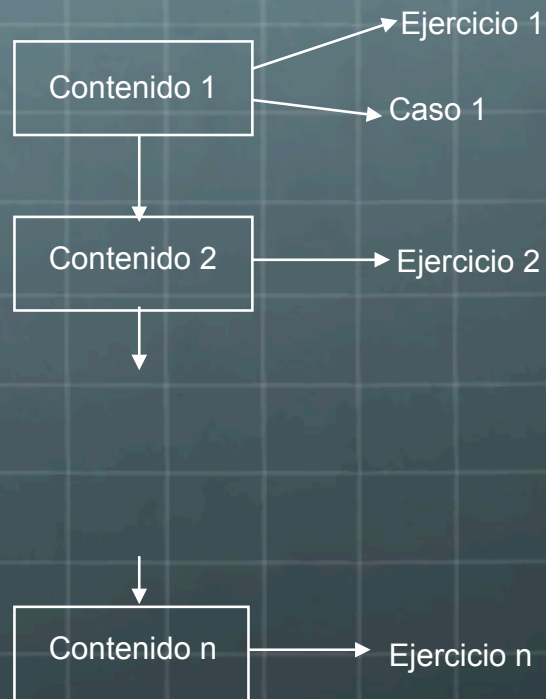 Ejercicio 1
Contenido 1
Caso 1
Contenido 2
Ejercicio 2
Contenido n
Ejercicio n